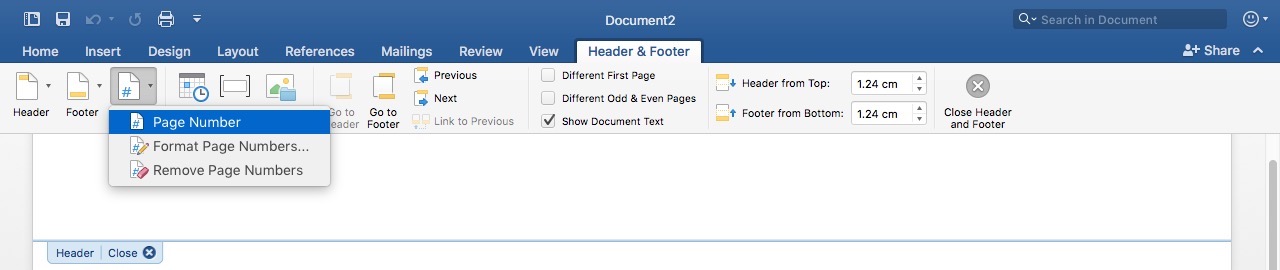 Document2
Search in Document
Home Insert Design Layout References Mailings Review View Header & Footer Share
Header Footer
Page Number
Format Page Numbers...
Remove Page Numbers
Go to Footer
Previous
Next
Link to Previous
Different First Page
Different Odd & Even Pages
Show Document Text
Header from Top: 1.24 cm
Footer from Bottom: 1.24 cm
Close Header
and Footer
Header Close